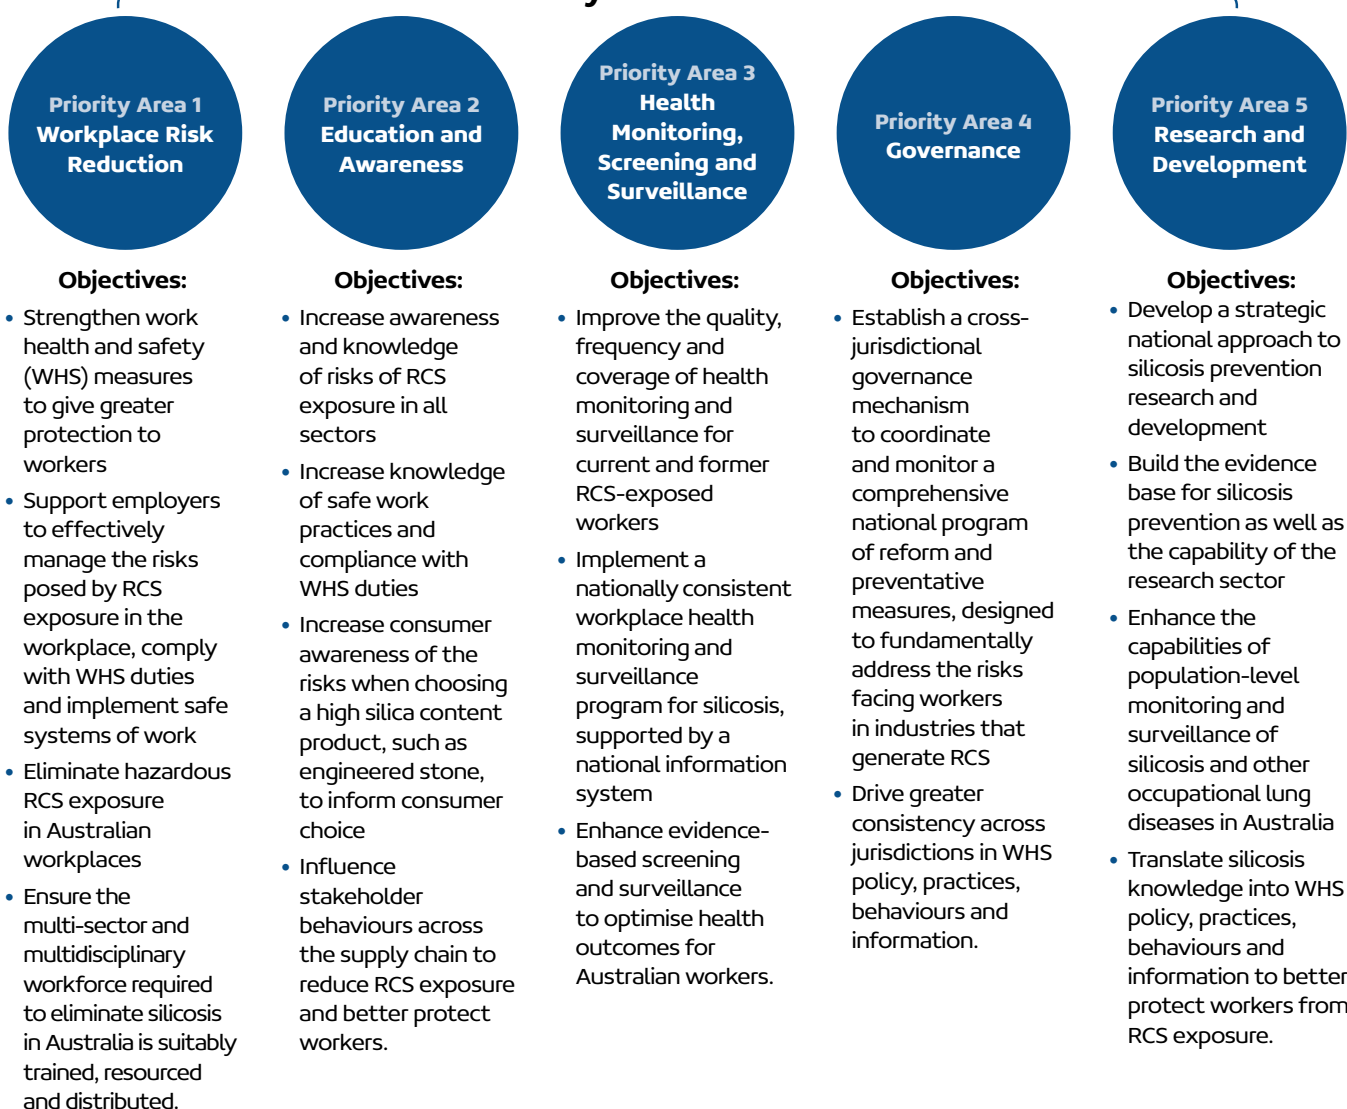 Priority Area 1
Workplace Risk
Reduction
Objectives:
• Strengthen work
health and safety
(WHS) measures
to give greater
protection to
workers
• Support employers
to effectively
manage the risks
posed by RCS
exposure in the
workplace, comply
with WHS duties
and implement safe
systems of work
• Eliminate hazardous
RCS exposure
in Australian
workplaces
• Ensure the
multi-sector and
multidisciplinary
workforce required
to eliminate silicosis
in Australia is suitably
trained, resourced
and distributed.
Priority Area 2
Education and
Awareness
Objectives:
• Increase awareness
and knowledge
of risks of RCS
exposure in all
sectors
• Increase knowledge
of safe work
practices and
compliance with
WHS duties
• Increase consumer
awareness of the
risks when choosing
a high silica content
product, such as
engineered stone,
to inform consumer
choice
• Influence
stakeholder
behaviours across
the supply chain to
reduce RCS exposure
and better protect
workers.
Priority Area 3
Health
Monitoring,
Screening and
Surveillance
Objectives:
• Improve the quality,
frequency and
coverage of health
monitoring and
surveillance for
current and former
RCS-exposed
workers
• Implement a
nationally consistent
workplace health
monitoring and
surveillance
program for silicosis,
supported by a
national information
system
• Enhance evidence-
based screening
and surveillance
to optimise health
outcomes for
Australian workers.
Priority Area 4
Governance
Objectives:
• Establish a cross-
jurisdictional
governance
mechanism
to coordinate
and monitor a
comprehensive
national program
of reform and
preventative
measures, designed
to fundamentally
address the risks
facing workers
in industries that
generate RCS
• Drive greater
consistency across
jurisdictions in WHS
policy, practices,
behaviours and
information.
Priority Area 5
Research and
Development
Objectives:
• Develop a strategic
national approach to
silicosis prevention
research and
development
• Build the evidence
base for silicosis
prevention as well as
the capability of the
research sector
• Enhance the
capabilities of
population-level
monitoring and
surveillance of
silicosis and other
occupational lung
diseases in Australia
• Translate silicosis
knowledge into WHS
policy, practices,
behaviours and
information to better
protect workers from
RCS exposure.